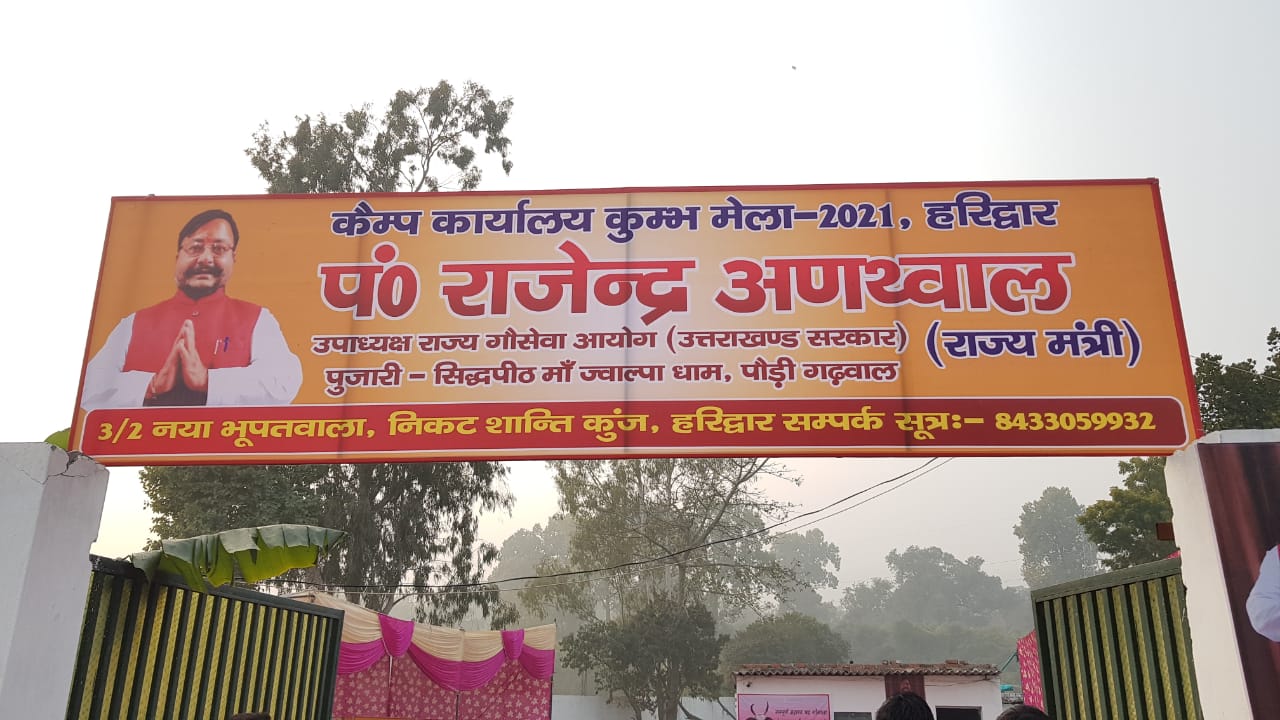 कैम्प कार्यालय कुम्भ मेला-2021, हरिद्वार
पं0 राजेन्द्र अणथ्वाल
उपाध्यक्ष राज्य गौसेवा आयोग (उत्तराखण्ड सरकार) (राज्य मंत्री)
पुजारी - सिद्धपीठ माँ ज्वाल्पा धाम, पौड़ी गढ़वाल
3/2 नया भूपतवाला, निकट शान्ति कुंज, हरिद्वार सम्पर्क सूत्र:- 8433059932